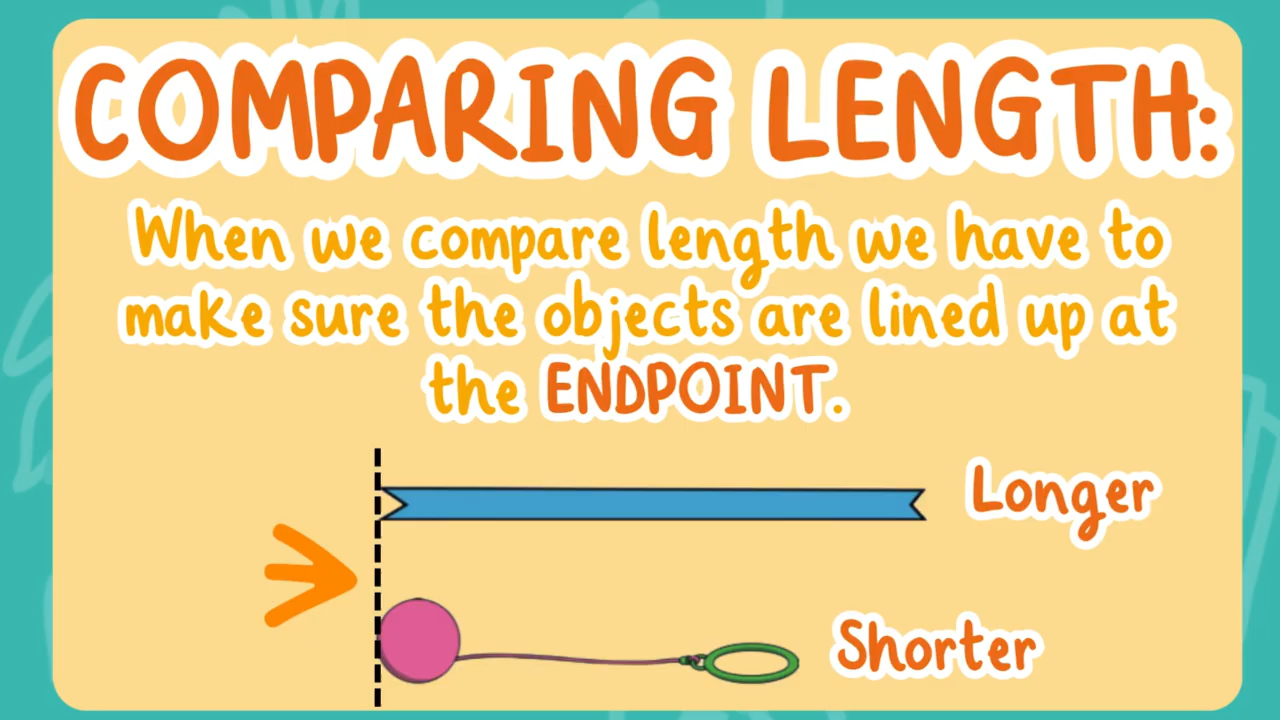 COMPARING LENGTH:
When we compare length we have to
make sure the objects are lined up at
the ENDPOINT.
Longer
Shorter